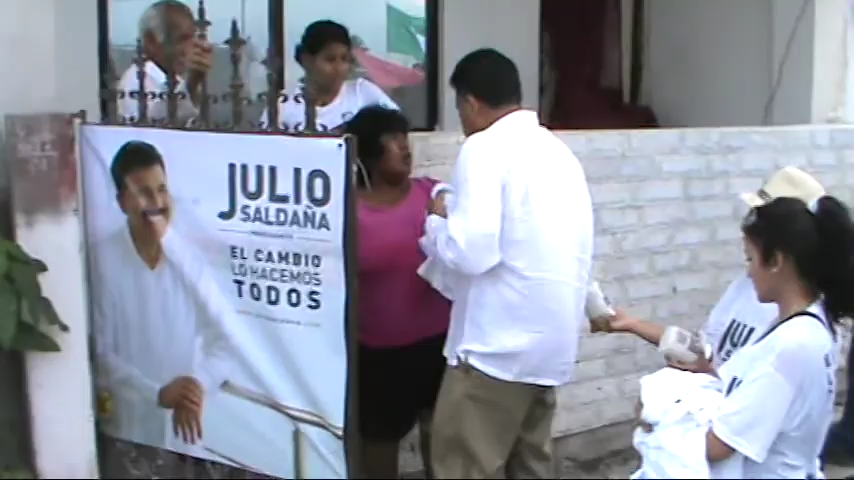 JULIO
SALDAÑA
EL CAMBIO
LO HACEMOS
TODOS
JUL